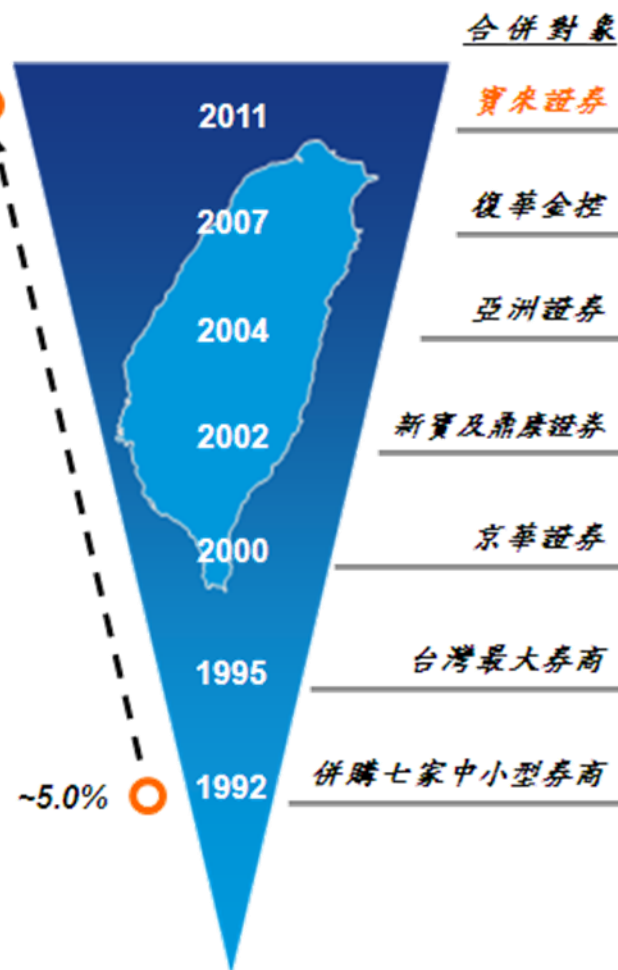 合併對象
2011 寶來證券
2007 復華金控
2004 亞洲證券
2002 新寶及鼎康證券
2000 京華證券
1995 台灣最大券商
~5.0% 1992 併購七家中小型券商